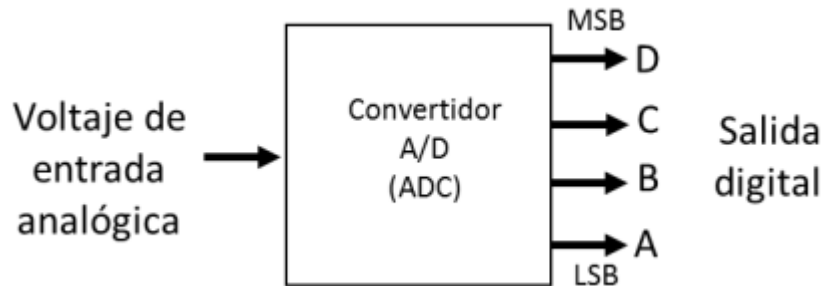 Voltaje de
entrada
analógica
Convertidor
A/D
(ADC)
MSB
D
C
B
A
LSB
Salida
digital